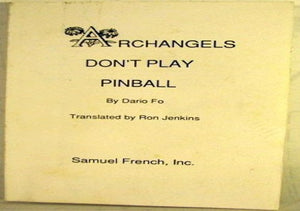 ARCHANGELS
DON'T PLAY
PINBALL
By Dario Fo
Translated by Ron Jenkins
Samuel French, Inc.